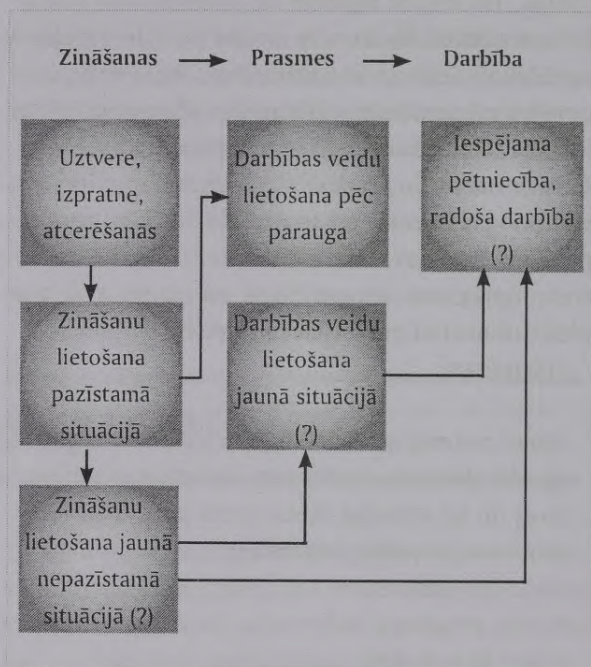 Zināšanas → Prasmes → Darbība
Uztvere,
izpratne,
atcerēšanās
Darbības veidu
lietošana pēc
parauga
Iespējama
pētniecība,
radoša darbība
(?)
Zināšanu
lietošana
pazīstamā
situācijā
Darbības veidu
lietošana
jaunā situācijā
(?)
Zināšanu
lietošana jaunā
nepazīstamā
situācijā (?)